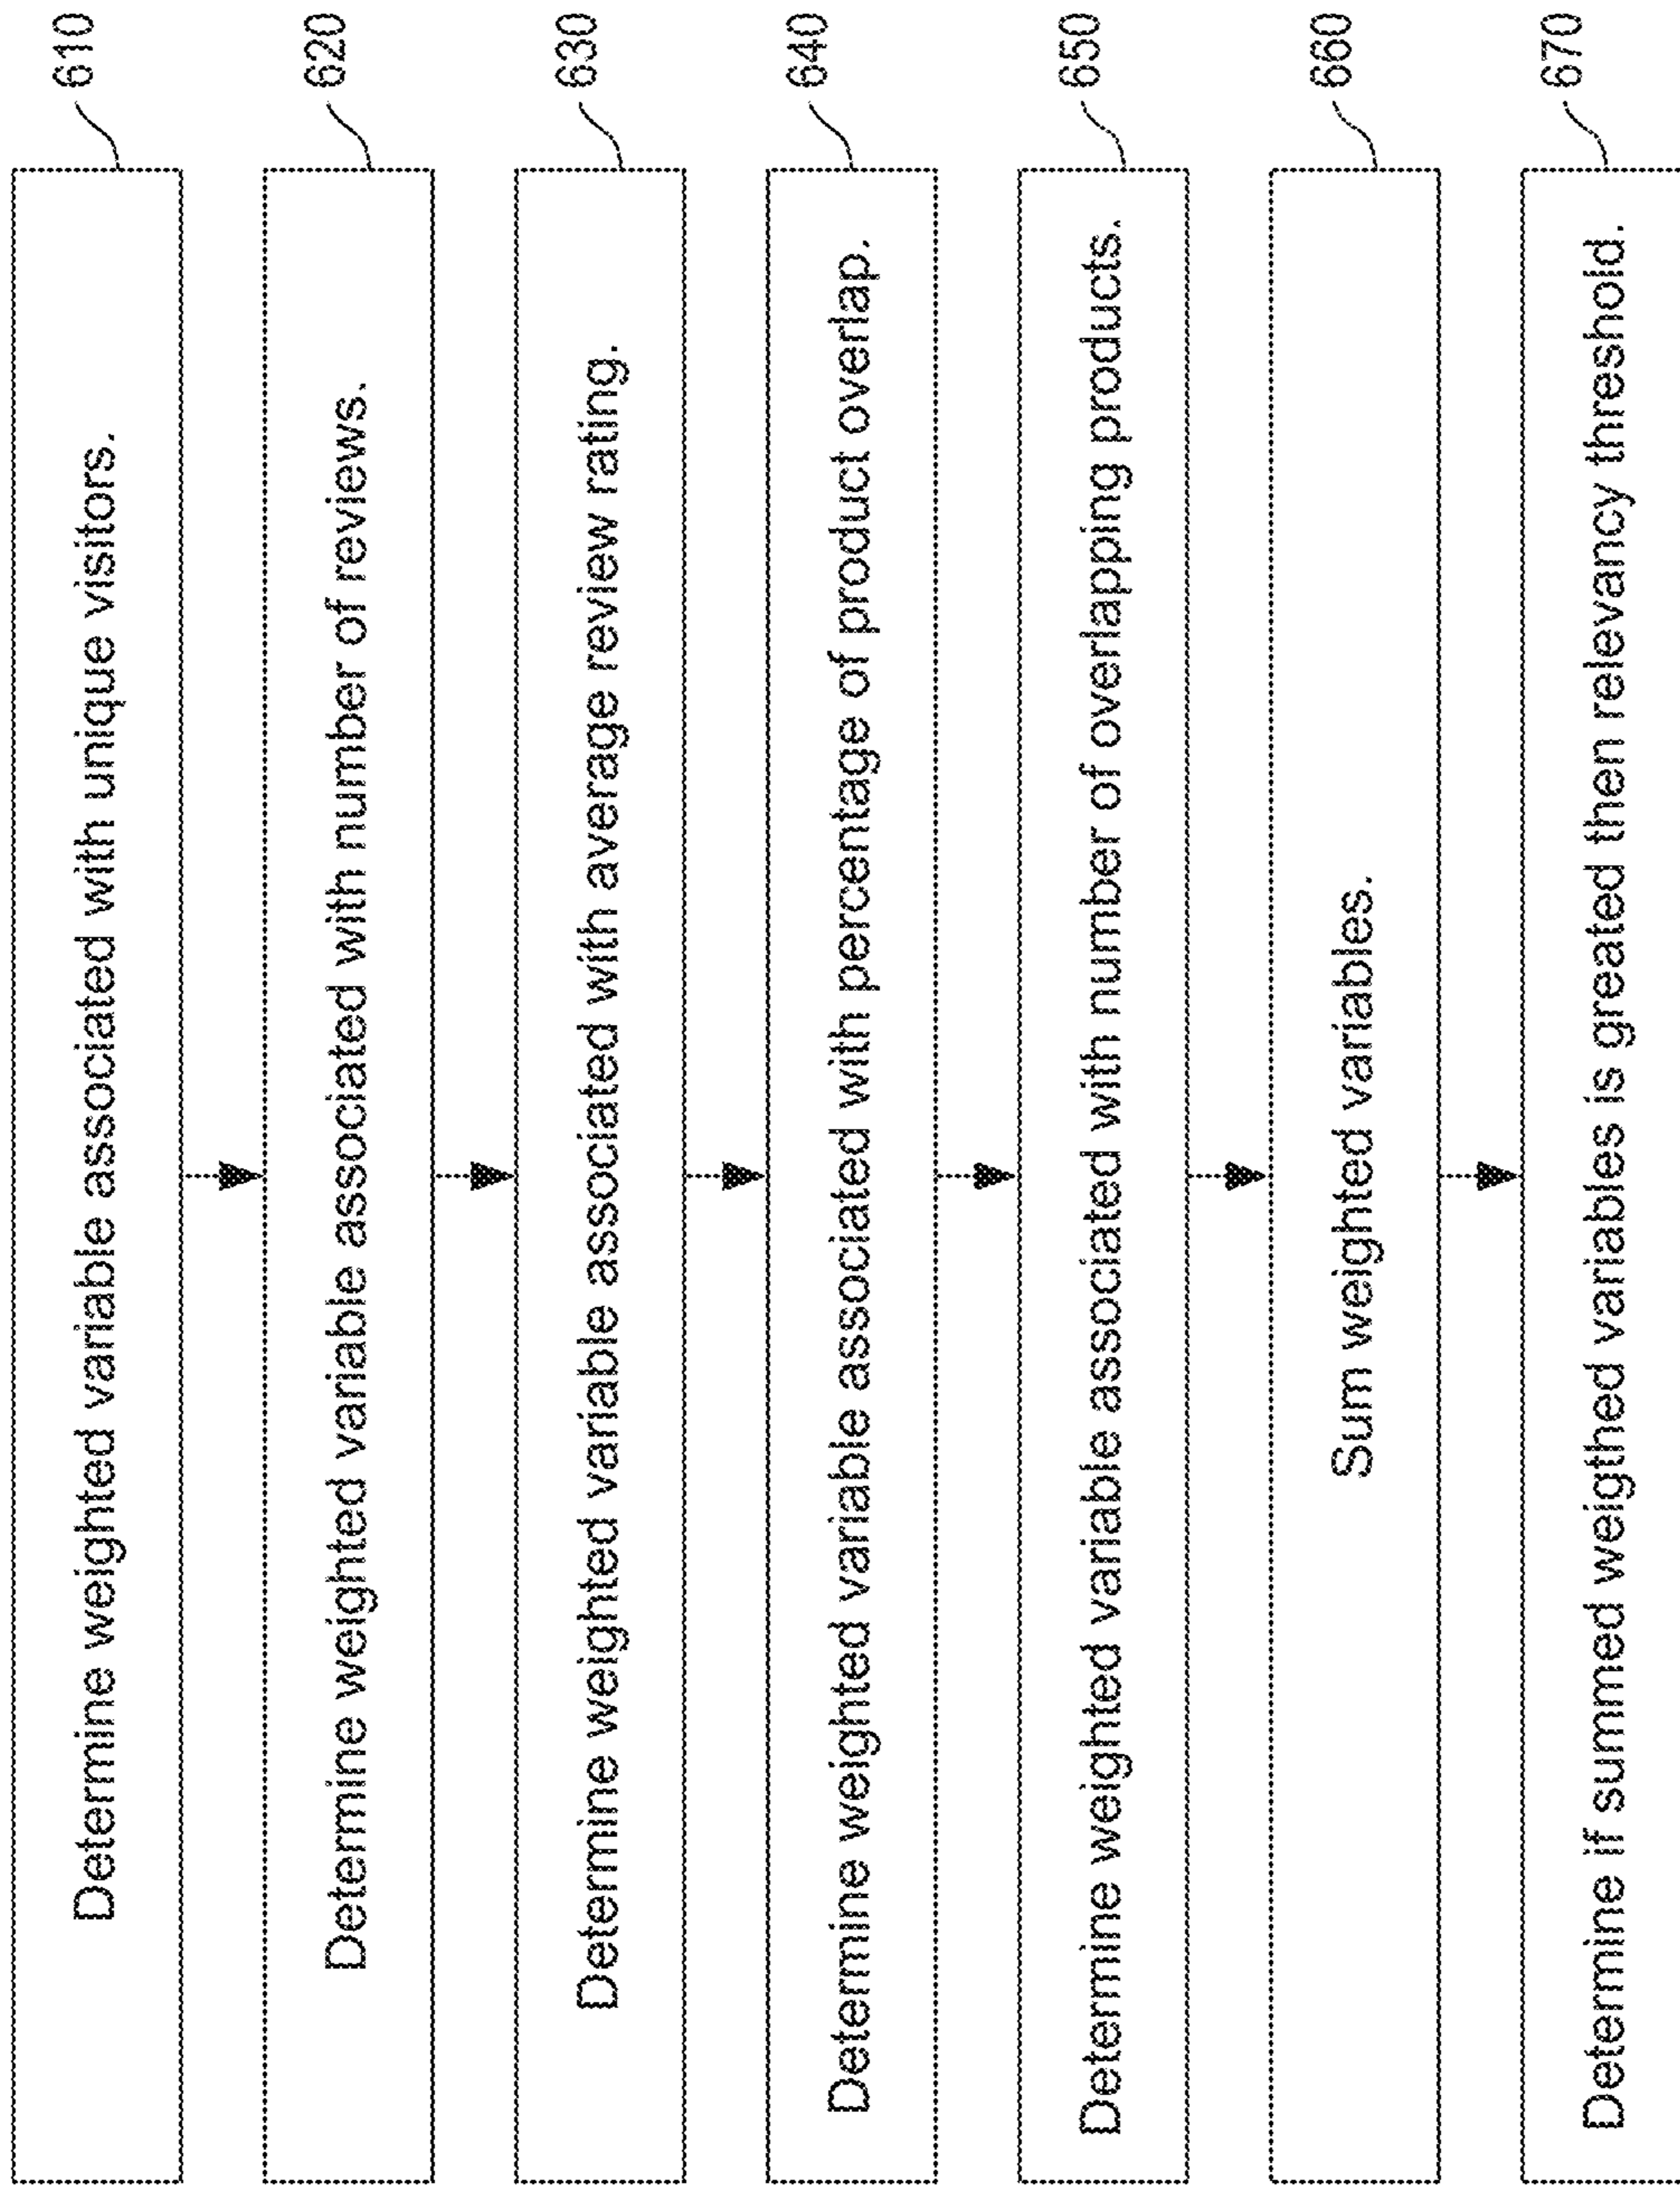 Determine weighted variable associated with unique visitors.
610
Determine weighted variable associated with number of reviews.
620
Determine weighted variable associated with average review rating.
630
Determine weighted variable associated with percentage of product overlap.
640
Determine weighted variable associated with number of overlapping products.
650
Sum weighted variables.
660
Determine if summed weigthed variables is greated then relevancy threshold.
670